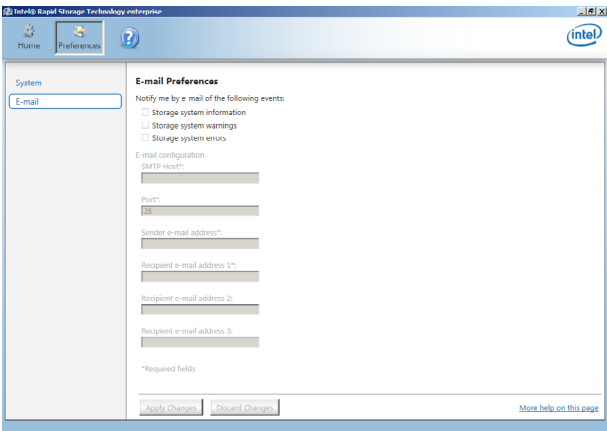 Intel® Rapid Storage Technology enterprise
Home
Preferences
intel
System
E-mail
E-mail Preferences
Notify me by e-mail of the following events:
Storage system information
Storage system warnings
Storage system errors
E-mail configuration
SMTP Host*:
Port*:
25
Sender e-mail address*:
Recipient e-mail address 1*:
Recipient e-mail address 2:
Recipient e-mail address 3:
*Required fields
Apply Changes
Discard Changes
More help on this page